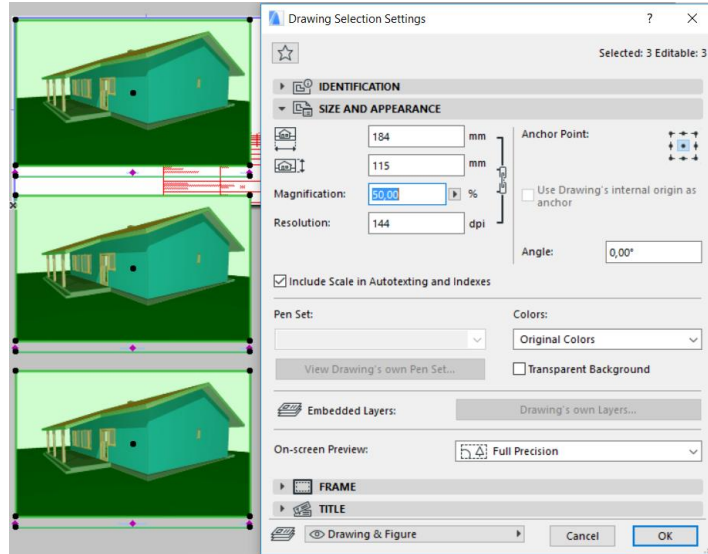 Drawing Selection Settings
? ×
Selected: 3 Editable: 3
IDENTIFICATION
SIZE AND APPEARANCE
184 mm
Anchor Point:
115 mm
Magnification: 50,00 %
Use Drawing's internal origin as
anchor
Resolution: 144 dpi
Angle: 0,00°
Include Scale in Autotexting and Indexes
Pen Set:
Colors:
Original Colors
View Drawing's own Pen Set...
Transparent Background
Embedded Layers:
Drawing's own Layers...
On-screen Preview:
Full Precision
FRAME
TITLE
Drawing & Figure
Cancel
OK